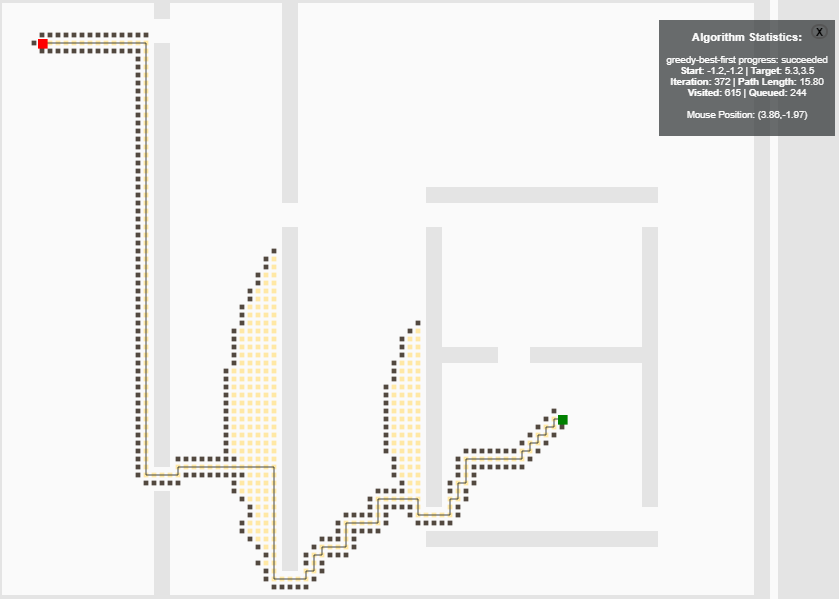 X
Algorithm Statistics:
greedy-best-first progress: succeeded
Start: -1.2,-1.2 | Target: 5.3,3.5
Iteration: 372 | Path Length: 15.80
Visited: 615 | Queued: 244
Mouse Position: (3.86,-1.97)